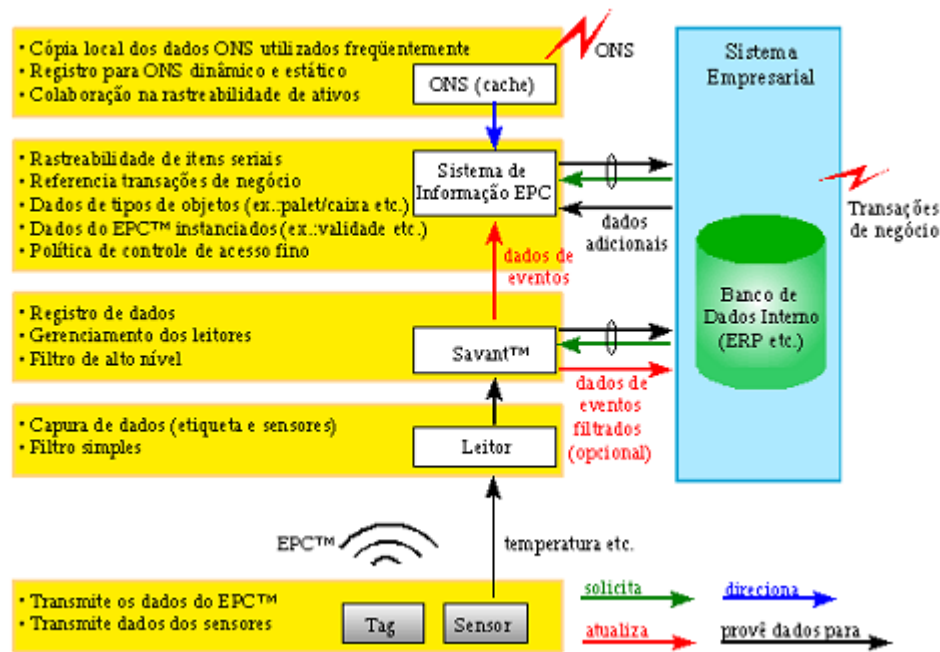 • Cópia local dos dados ONS utilizados freqüentemente
• Registro para ONS dinâmico e estático
• Colaboração na rastreabilidade de ativos
ONS (cache)
ONS
• Rastreabilidade de itens seriais
• Referencia transações de negócio
• Dados de tipos de objetos (ex.:palet/caixa etc.)
• Dados do EPC™ instanciados (ex.:validade etc.)
• Política de controle de acesso fino
Sistema de
Informação EPC
dados
adicionais
dados de
eventos
• Registro de dados
• Gerenciamento dos leitores
• Filtro de alto nível
Savant™
dados de
eventos
filtrados
(opcional)
• Capura de dados (etiqueta e sensores)
• Filtro simples
Leitor
EPC™
temperatura etc.
• Transmite os dados do EPC™
• Transmite dados dos sensores
Tag
Sensor
Sistema
Empresarial
Transações
de negócio
Banco de
Dados Interno
(ERP etc.)
solicita
direciona
atualiza
provê dados para